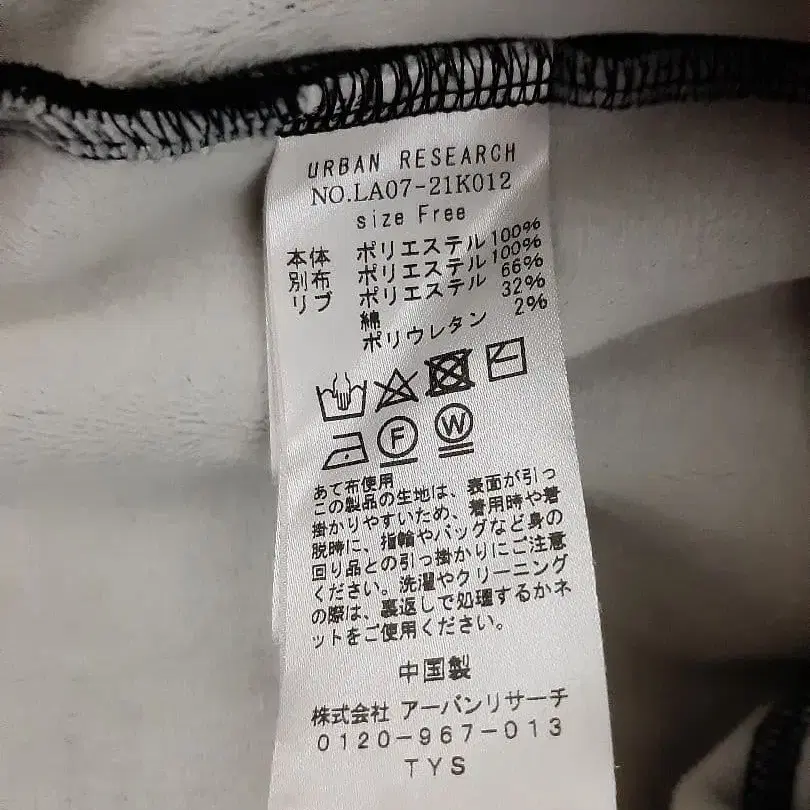 URBAN RESEARCH
NO.LA07-21K012
size Free
本体 ポリエステル100%
別布 ポリエステル100%
リブ ポリエステル 66%
綿 32%
ポリウレタン 2%
F W
あて布使用
この製品の生地は、表面が引っ
掛かりやすいため、着用時や着
脱時に、指輪やバッグなど身の
回り品との引っ掛かりにご注意
ください。洗濯やクリーニング
の際は、裏返しで処理するかネ
ットをご使用ください。
中国製
株式会社 アーバンリサーチ
0120-967-013
TYS